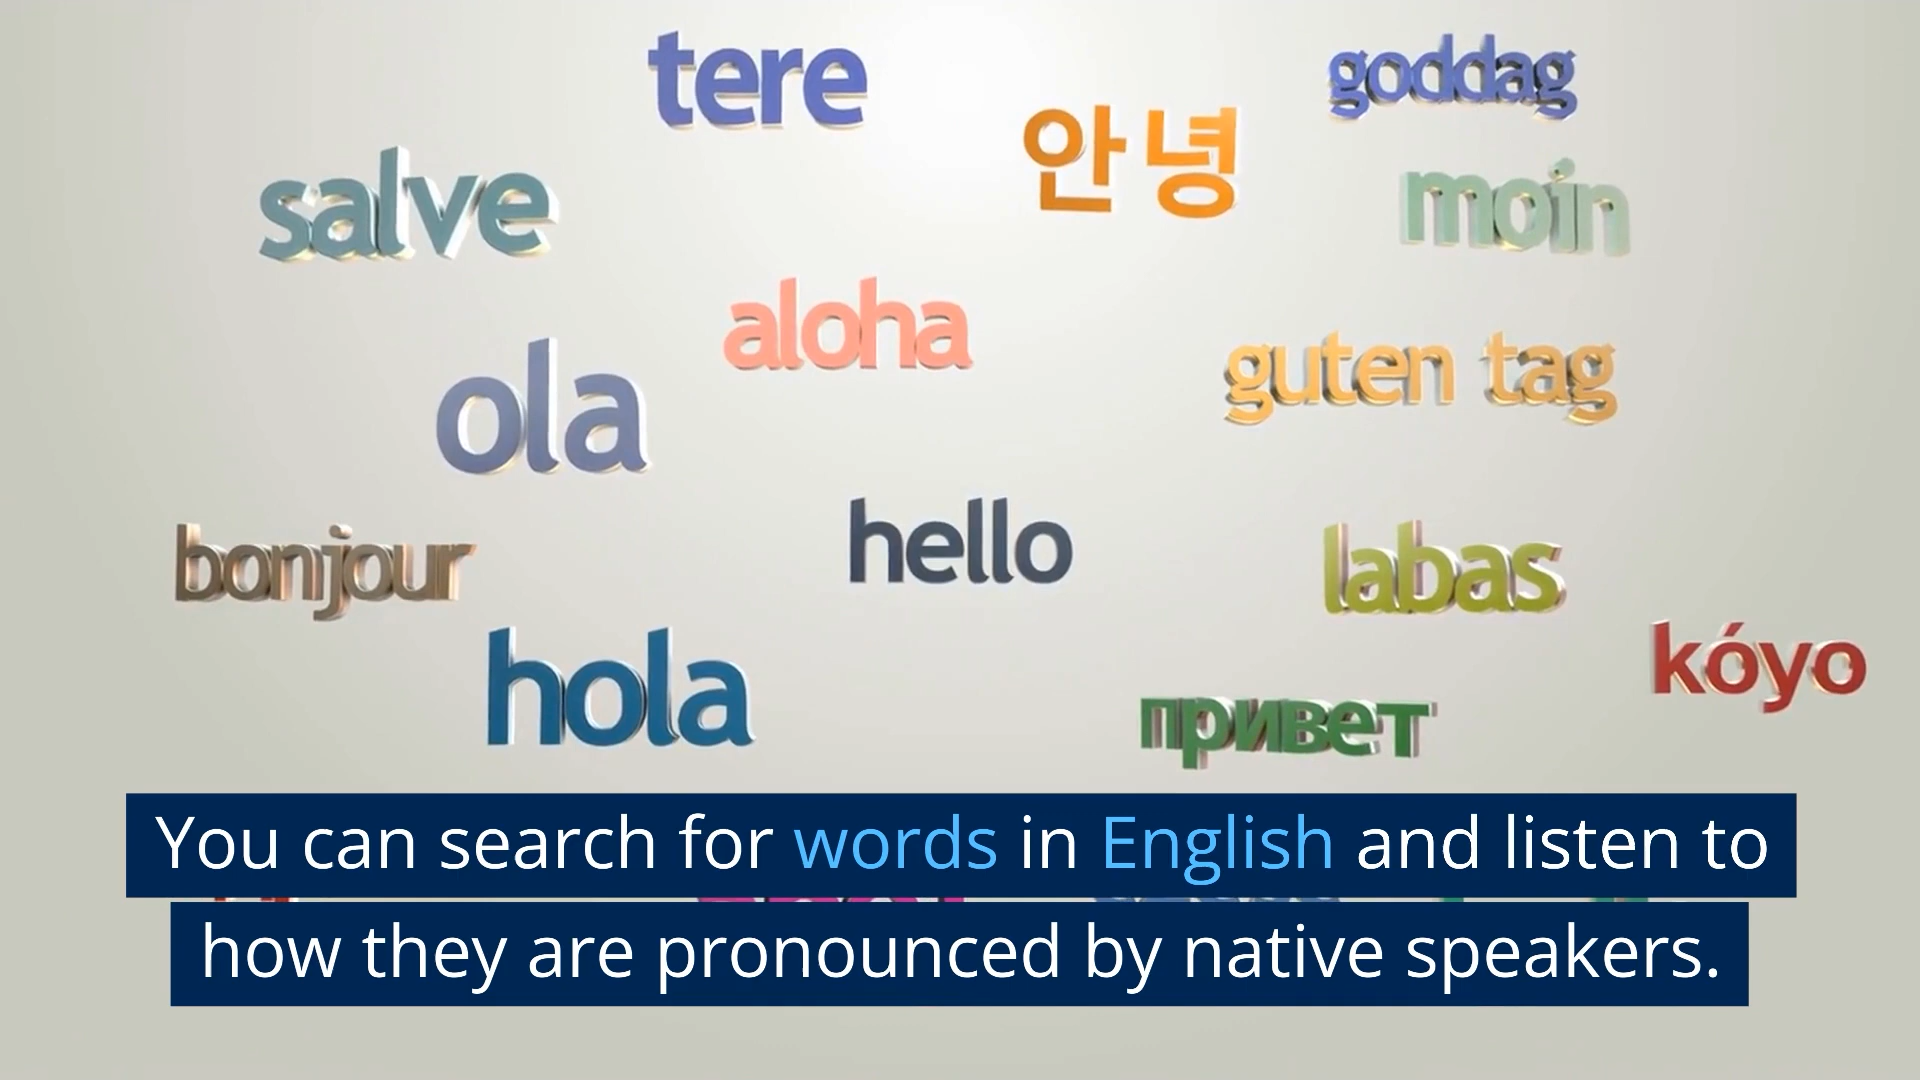 tere
goddag
안녕
salve
moin
aloha
guten tag
ola
hello
bonjour
labas
kóyo
hola
привет
You can search for words in English and listen to
how they are pronounced by native speakers.